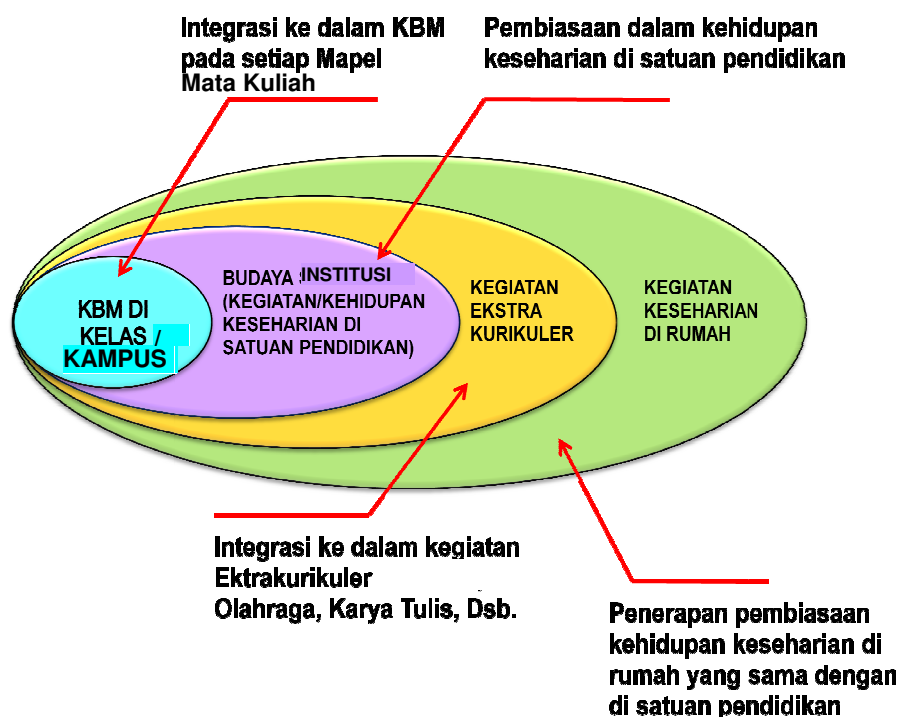 Integrasi ke dalam KBM
pada setiap Mapel
Mata Kuliah
Pembiasaan dalam kehidupan
keseharian di satuan pendidikan
KBM DI
KELAS /
KAMPUS
BUDAYA INSTITUSI
(KEGIATAN/KEHIDUPAN
KESEHARIAN DI
SATUAN PENDIDIKAN)
KEGIATAN
EKSTRA
KURIKULER
KEGIATAN
KESEHARIAN
DI RUMAH
Integrasi ke dalam kegiatan
Ektrakurikuler
Olahraga, Karya Tulis, Dsb.
Penerapan pembiasaan
kehidupan keseharian di
rumah yang sama dengan
di satuan pendidikan